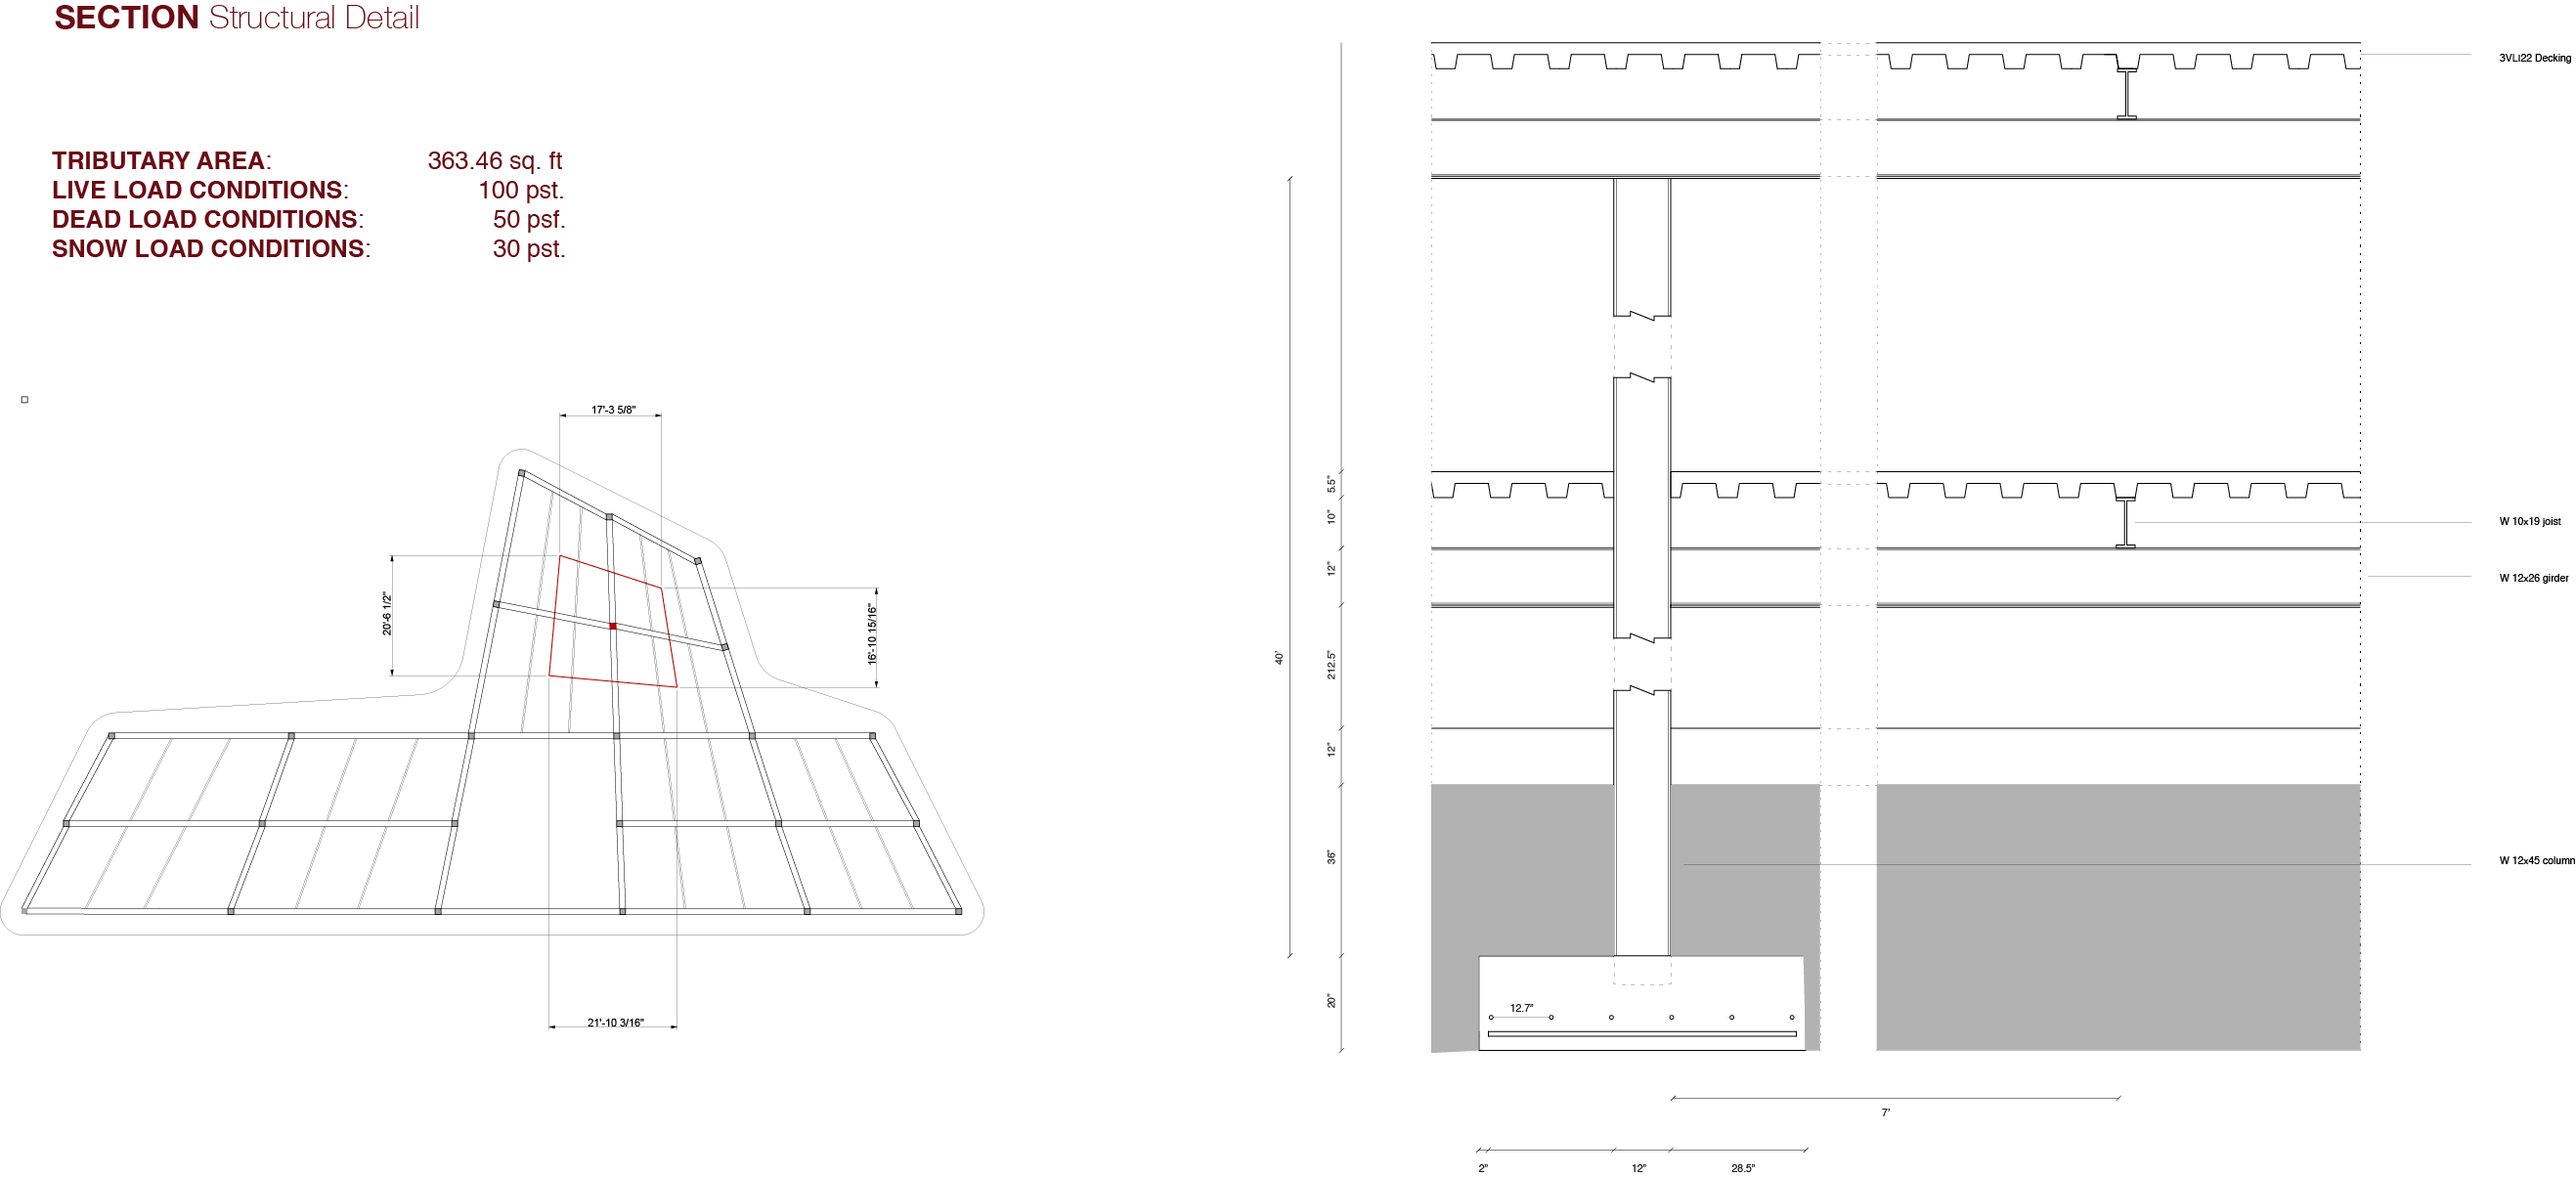 SECTION Structural Detail
TRIBUTARY AREA: 363.46 sq. ft
LIVE LOAD CONDITIONS: 100 pst.
DEAD LOAD CONDITIONS: 50 psf.
SNOW LOAD CONDITIONS: 30 pst.
17'-3 5/8"
20'-6 1/2"
16'-10 15/16"
21'-10 3/16"
3VLI22 Decking
5.5"
10"
W 10x19 joist
12"
W 12x26 girder
40'
212.5"
12"
36"
W 12x45 column
20"
12.7"
7'
2"
12"
28.5"